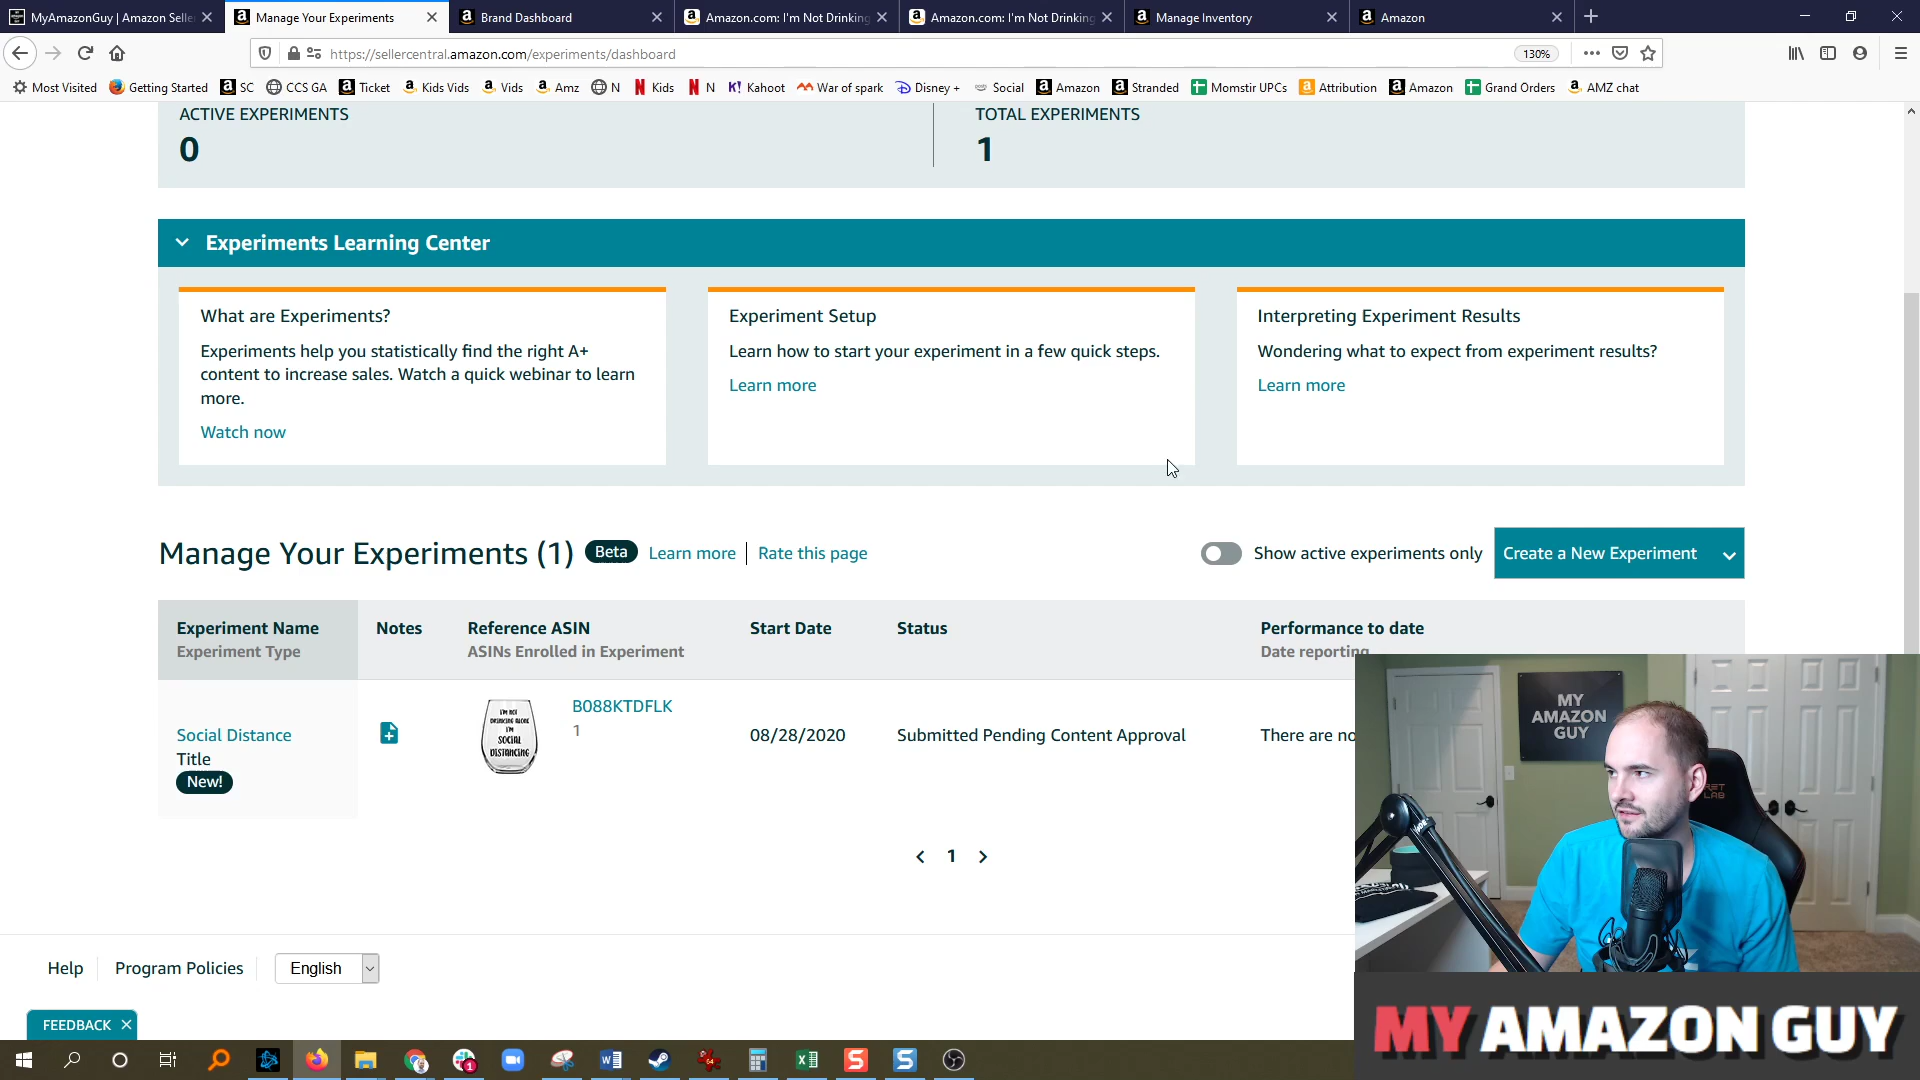 MyAmazonGuy | Amazon Selle
Manage Your Experiments
Brand Dashboard
Amazon.com: I'm Not Drinking
Amazon.com: I'm Not Drinking
Manage Inventory
Amazon
https://sellercentral.amazon.com/experiments/dashboard
130%
Most Visited
Getting Started
SC
CCS GA
Ticket
Kids Vids
Vids
Amz
N
Kids
N
Kahoot
War of spark
Disney +
Social
Amazon
Stranded
Momstir UPCs
Attribution
Amazon
Grand Orders
AMZ chat
ACTIVE EXPERIMENTS
0
TOTAL EXPERIMENTS
1
Experiments Learning Center
What are Experiments?
Experiments help you statistically find the right A+
content to increase sales. Watch a quick webinar to learn
more.
Watch now
Experiment Setup
Learn how to start your experiment in a few quick steps.
Learn more
Interpreting Experiment Results
Wondering what to expect from experiment results?
Learn more
Manage Your Experiments (1)
Beta
Learn more
Rate this page
Show active experiments only
Create a New Experiment
Experiment Name
Experiment Type
Notes
Reference ASIN
ASINs Enrolled in Experiment
Start Date
Status
Performance to date
Date reporting
Social Distance
Title
New!
I'M NOT
DRINKING ALONE
I'M
SOCIAL
DISTANCING
B088KTDFLK
1
08/28/2020
Submitted Pending Content Approval
There are no
1
MY
AMAZON
GUY
Help
Program Policies
English
FEEDBACK
MY AMAZON GUY